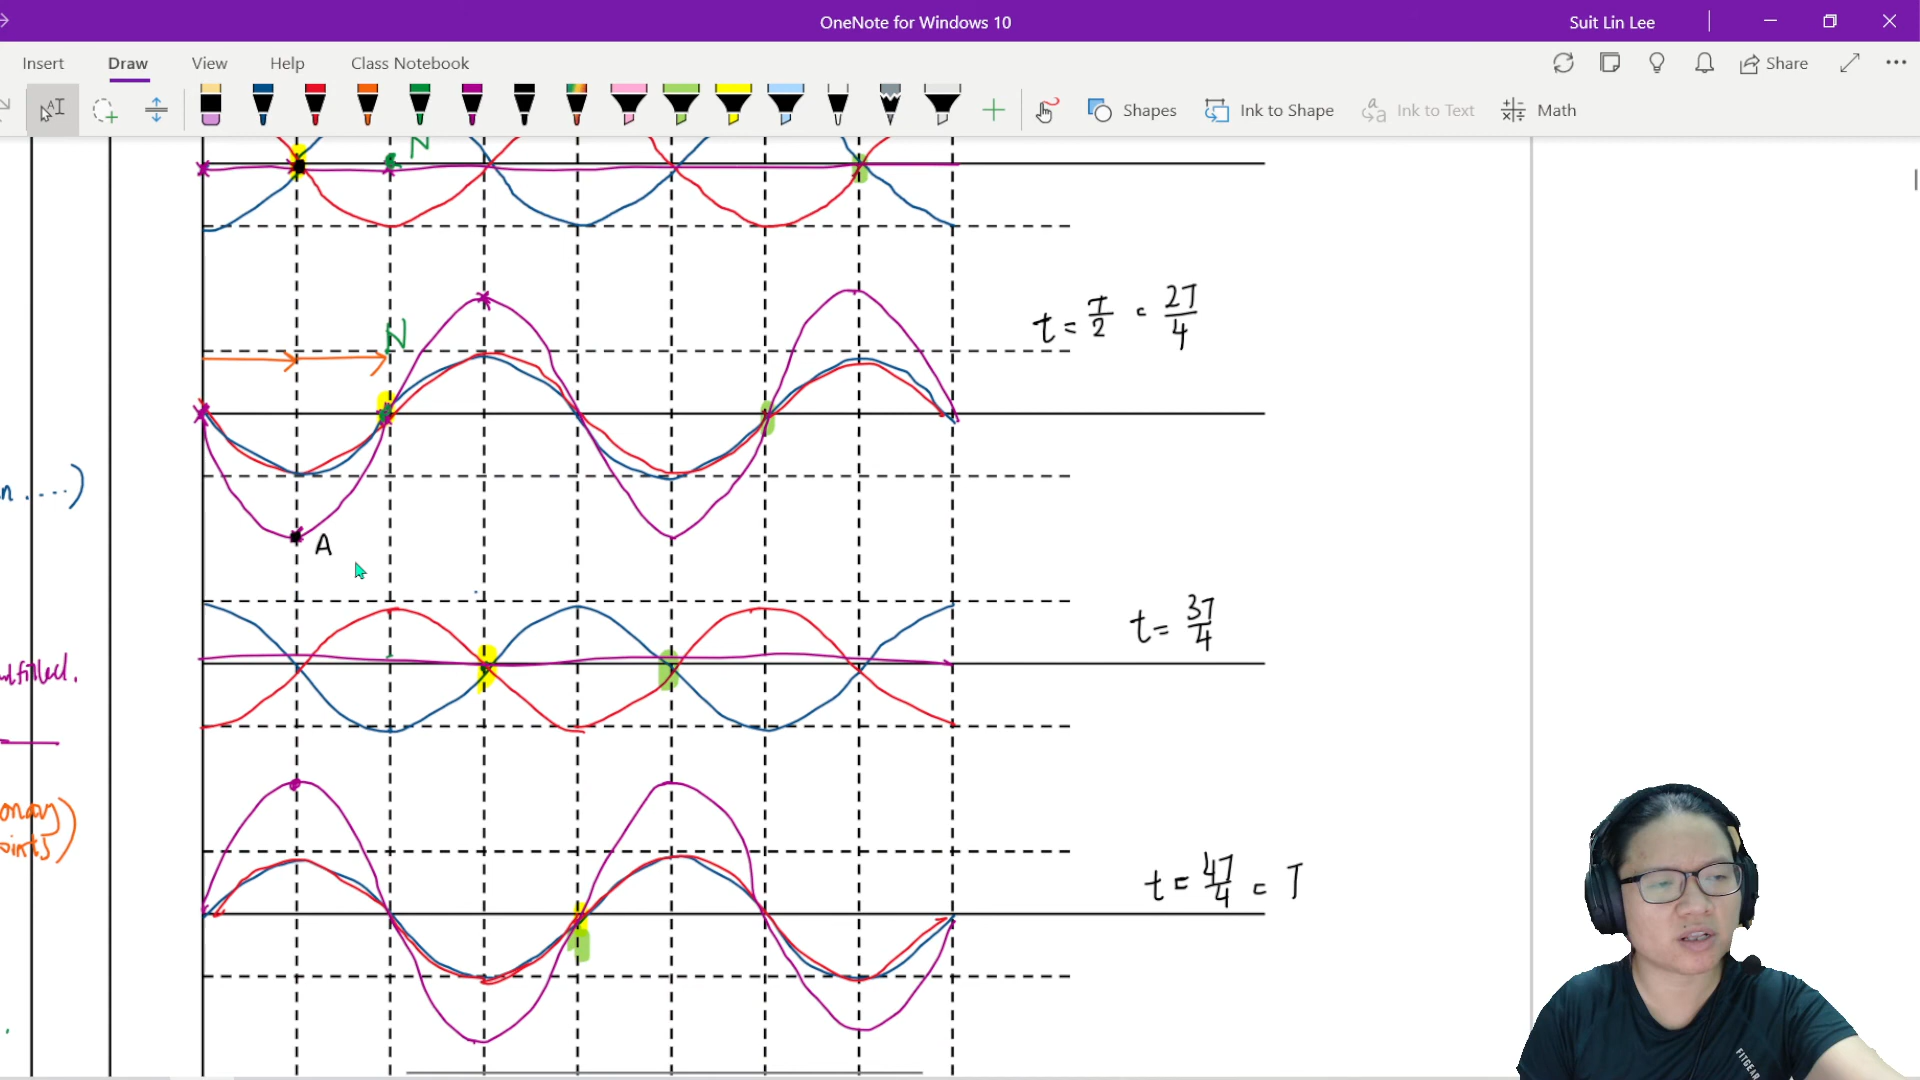 OneNote for Windows 10
Suit Lin Lee
Insert
Draw
View
Help
Class Notebook
Share
Shapes
Ink to Shape
Ink to Text
Math
N
t = T/2 = 2T/4
N
n ....)
A
t = 3T/4
t = 4T/4 = T
FITGEAR